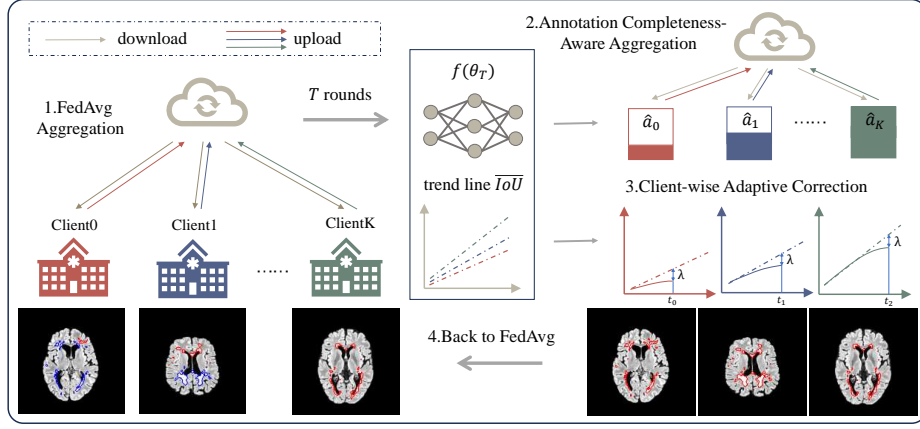 download
upload
1.FedAvg
Aggregation
T rounds
Client0
Client1
ClientK
......
f(θ_T)
trend line \overline{IoU}
2.Annotation Completeness-
Aware Aggregation
â_0
â_1
......
â_K
3.Client-wise Adaptive Correction
λ
λ
λ
t_0
t_1
t_2
4.Back to FedAvg